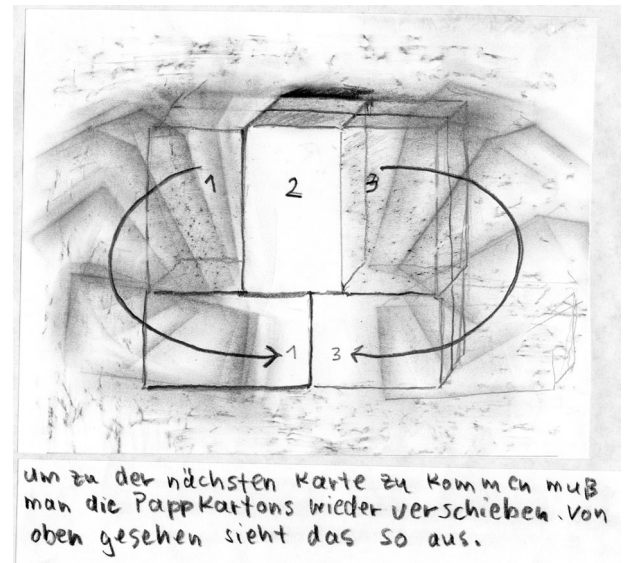 1 2 3
1 3
um zu der nächsten Karte zu kommen muß
man die Pappkartons wieder verschieben. Von
oben gesehen sieht das so aus.